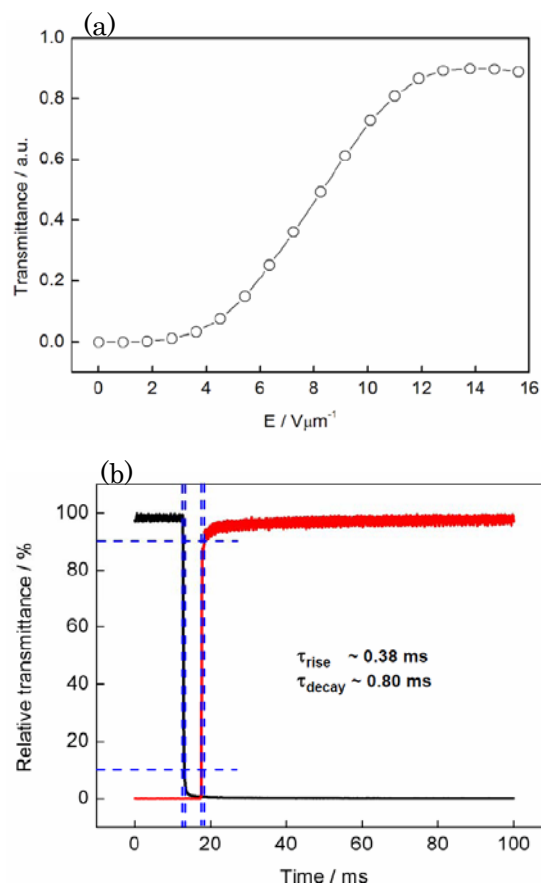 (a)
Transmittance / a.u.
1.0
0.8
0.6
0.4
0.2
0.0
0 2 4 6 8 10 12 14 16
E / Vμm⁻¹
(b)
Relative transmittance / %
100
80
60
40
20
0
τrise ~ 0.38 ms
τdecay ~ 0.80 ms
0 20 40 60 80 100
Time / ms